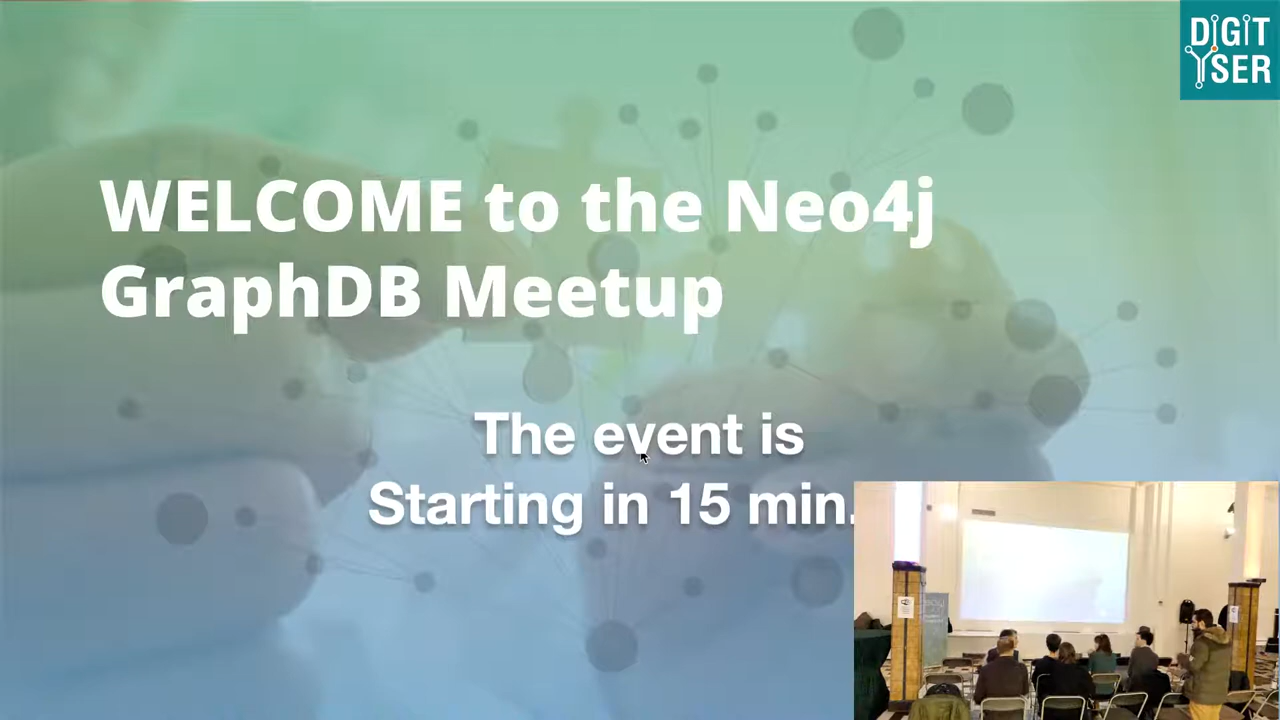 DIGIT
YSER
WELCOME to the Neo4j
GraphDB Meetup
The event is
Starting in 15 min.